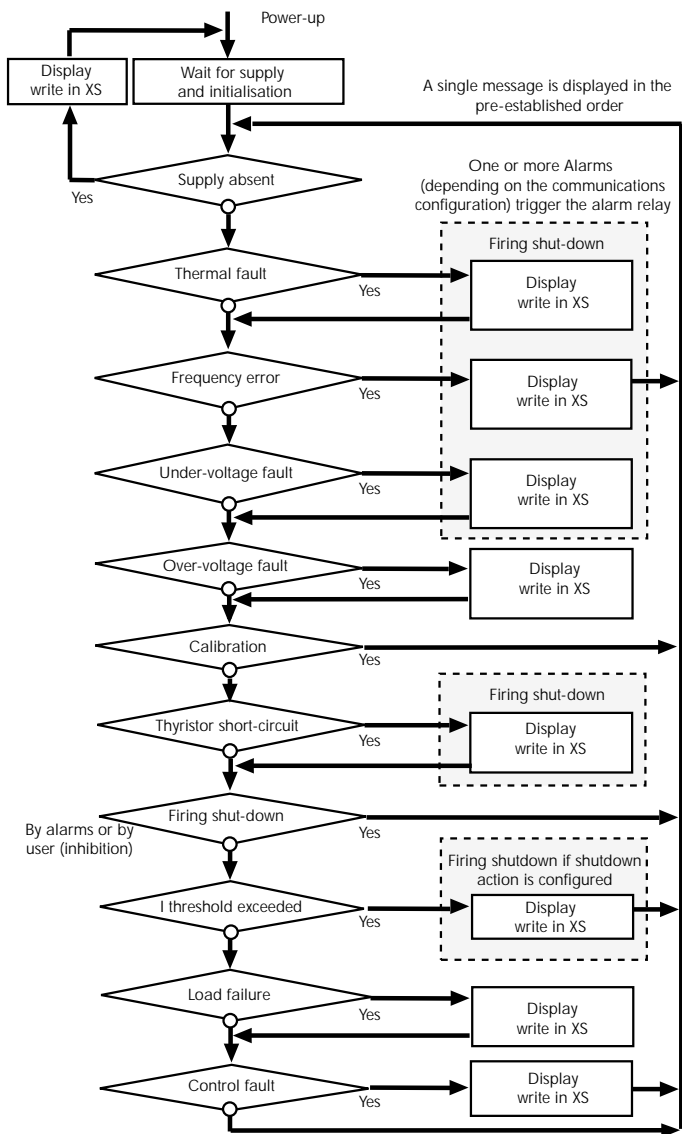 Power-up
Display
write in XS
Wait for supply
and initialisation
A single message is displayed in the
pre-established order
Supply absent
Yes
One or more Alarms
(depending on the communications
configuration) trigger the alarm relay
Firing shut-down
Thermal fault
Yes
Display
write in XS
Frequency error
Yes
Display
write in XS
Under-voltage fault
Yes
Display
write in XS
Over-voltage fault
Yes
Display
write in XS
Calibration
Yes
Firing shut-down
Thyristor short-circuit
Yes
Display
write in XS
Firing shut-down
Yes
By alarms or by
user (inhibition)
Firing shutdown if shutdown
action is configured
I threshold exceeded
Yes
Display
write in XS
Load failure
Yes
Display
write in XS
Control fault
Yes
Display
write in XS